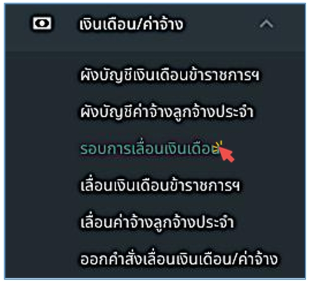 เงินเดือน/ค่าจ้าง
ผังบัญชีเงินเดือนข้าราชการฯ
ผังบัญชีค่าจ้างลูกจ้างประจำ
รอบการเลื่อนเงินเดือน
เลื่อนเงินเดือนข้าราชการฯ
เลื่อนค่าจ้างลูกจ้างประจำ
ออกคำสั่งเลื่อนเงินเดือน/ค่าจ้าง